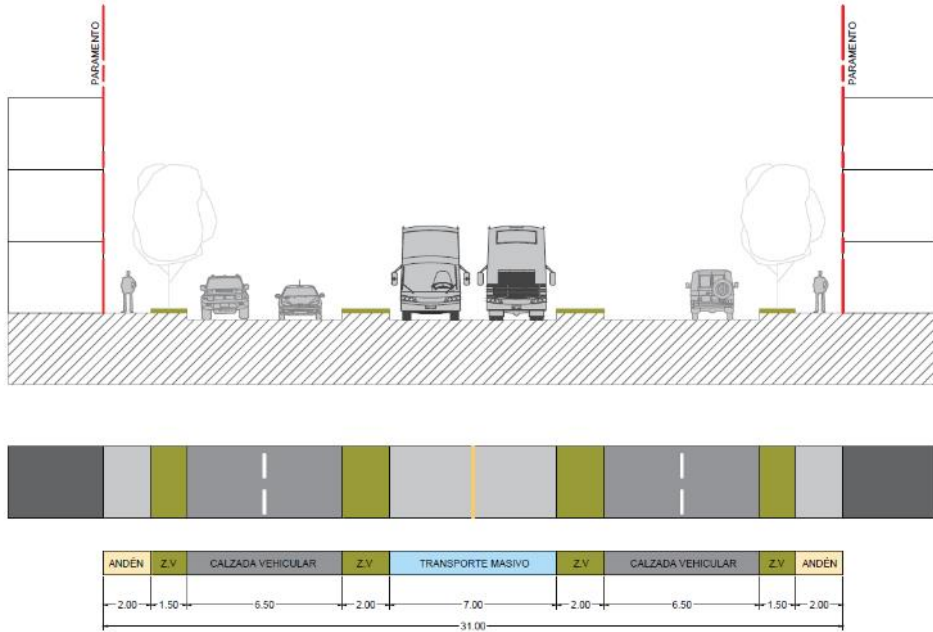 PARAMENTO
PARAMENTO
ANDÉN Z.V CALZADA VEHICULAR Z.V TRANSPORTE MASIVO Z.V CALZADA VEHICULAR Z.V ANDÉN
2.00 1.50 6.50 2.00 7.00 2.00 6.50 1.50 2.00
31.00